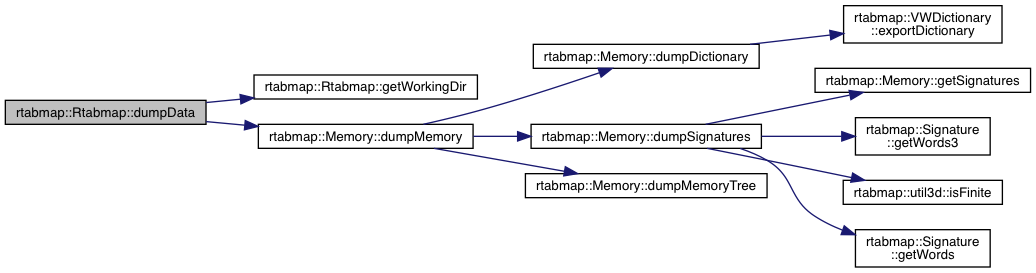 rtabmap::Rtabmap::dumpData
rtabmap::Rtabmap::getWorkingDir
rtabmap::Memory::dumpMemory
rtabmap::Memory::dumpDictionary
rtabmap::Memory::dumpSignatures
rtabmap::Memory::dumpMemoryTree
rtabmap::VWDictionary
::exportDictionary
rtabmap::Memory::getSignatures
rtabmap::Signature
::getWords3
rtabmap::util3d::isFinite
rtabmap::Signature
::getWords